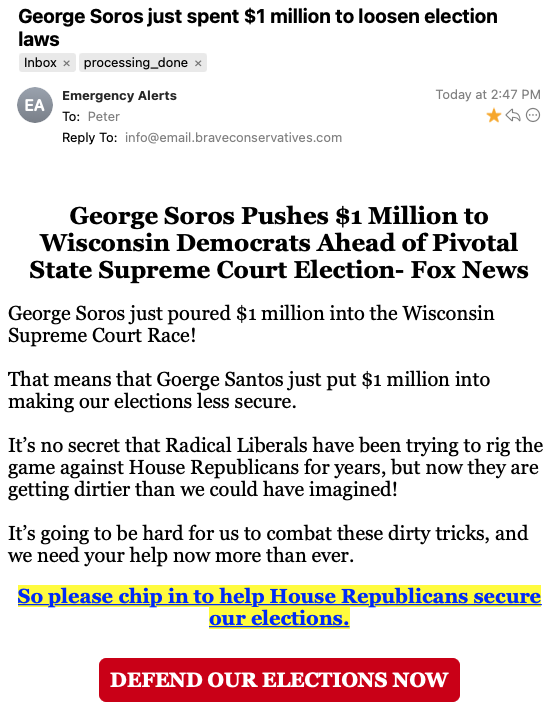 George Soros just spent $1 million to loosen election
laws
Inbox × processing_done ×
EA
Emergency Alerts
Today at 2:47 PM
To: Peter
Reply To: info@email.braveconservatives.com
George Soros Pushes $1 Million to
Wisconsin Democrats Ahead of Pivotal
State Supreme Court Election- Fox News
George Soros just poured $1 million into the Wisconsin
Supreme Court Race!
That means that Goerge Santos just put $1 million into
making our elections less secure.
It’s no secret that Radical Liberals have been trying to rig the
game against House Republicans for years, but now they are
getting dirtier than we could have imagined!
It’s going to be hard for us to combat these dirty tricks, and
we need your help now more than ever.
So please chip in to help House Republicans secure
our elections.
DEFEND OUR ELECTIONS NOW